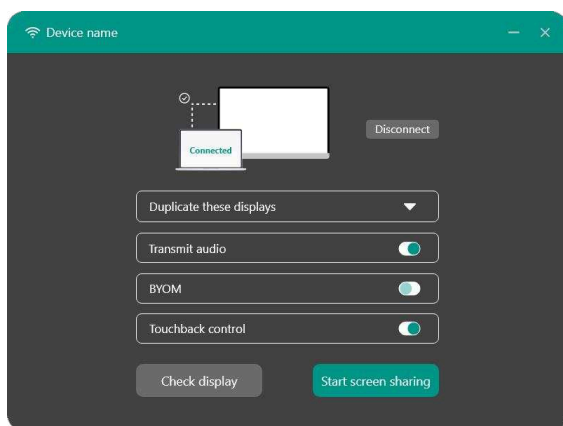 Device name
Disconnect
Connected
Duplicate these displays
Transmit audio
BYOM
Touchback control
Check display
Start screen sharing